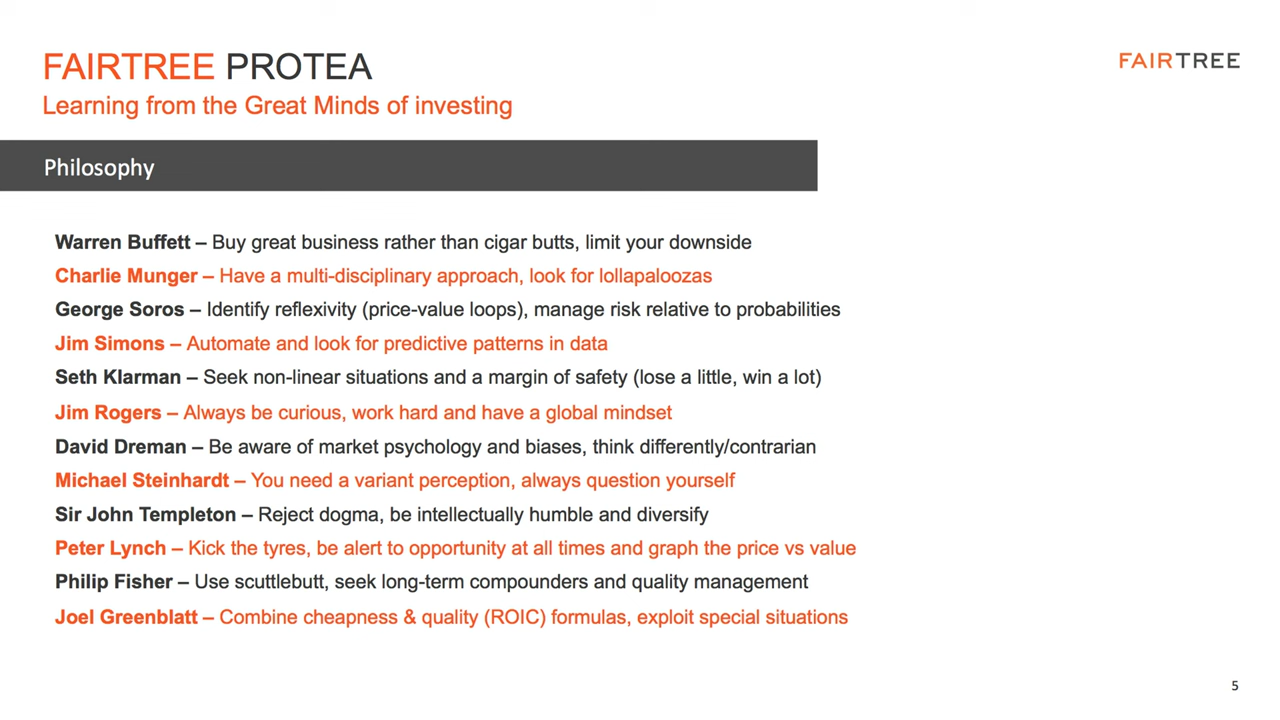 FAIRTREE PROTEA
FAIRTREE
Learning from the Great Minds of investing
Philosophy
Warren Buffett – Buy great business rather than cigar butts, limit your downside
Charlie Munger – Have a multi-disciplinary approach, look for lollapaloozas
George Soros – Identify reflexivity (price-value loops), manage risk relative to probabilities
Jim Simons – Automate and look for predictive patterns in data
Seth Klarman – Seek non-linear situations and a margin of safety (lose a little, win a lot)
Jim Rogers – Always be curious, work hard and have a global mindset
David Dreman – Be aware of market psychology and biases, think differently/contrarian
Michael Steinhardt – You need a variant perception, always question yourself
Sir John Templeton – Reject dogma, be intellectually humble and diversify
Peter Lynch – Kick the tyres, be alert to opportunity at all times and graph the price vs value
Philip Fisher – Use scuttlebutt, seek long-term compounders and quality management
Joel Greenblatt – Combine cheapness & quality (ROIC) formulas, exploit special situations
5